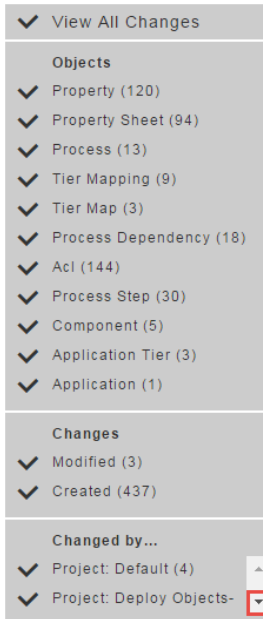 View All Changes
Objects
Property (120)
Property Sheet (94)
Process (13)
Tier Mapping (9)
Tier Map (3)
Process Dependency (18)
Acl (144)
Process Step (30)
Component (5)
Application Tier (3)
Application (1)
Changes
Modified (3)
Created (437)
Changed by...
Project: Default (4)
Project: Deploy Objects-